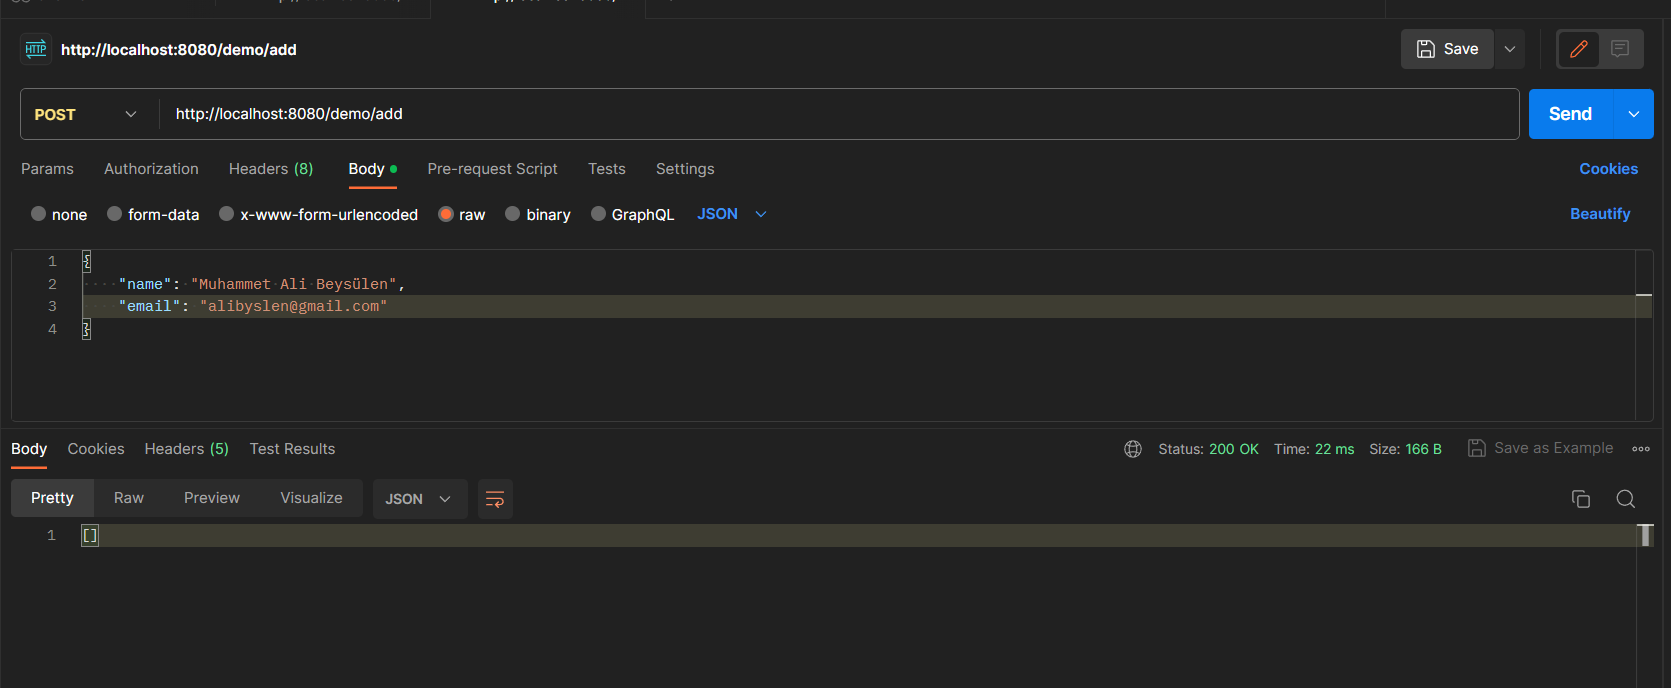 HTTP http://localhost:8080/demo/add Save
POST http://localhost:8080/demo/add Send
Params Authorization Headers (8) Body Pre-request Script Tests Settings Cookies
none form-data x-www-form-urlencoded raw binary GraphQL JSON Beautify
1 {
2 "name": "Muhammet Ali Beysülen",
3 "email": "alibyslen@gmail.com"
4 }
Body Cookies Headers (5) Test Results Status: 200 OK Time: 22 ms Size: 166 B Save as Example
Pretty Raw Preview Visualize JSON
1 []